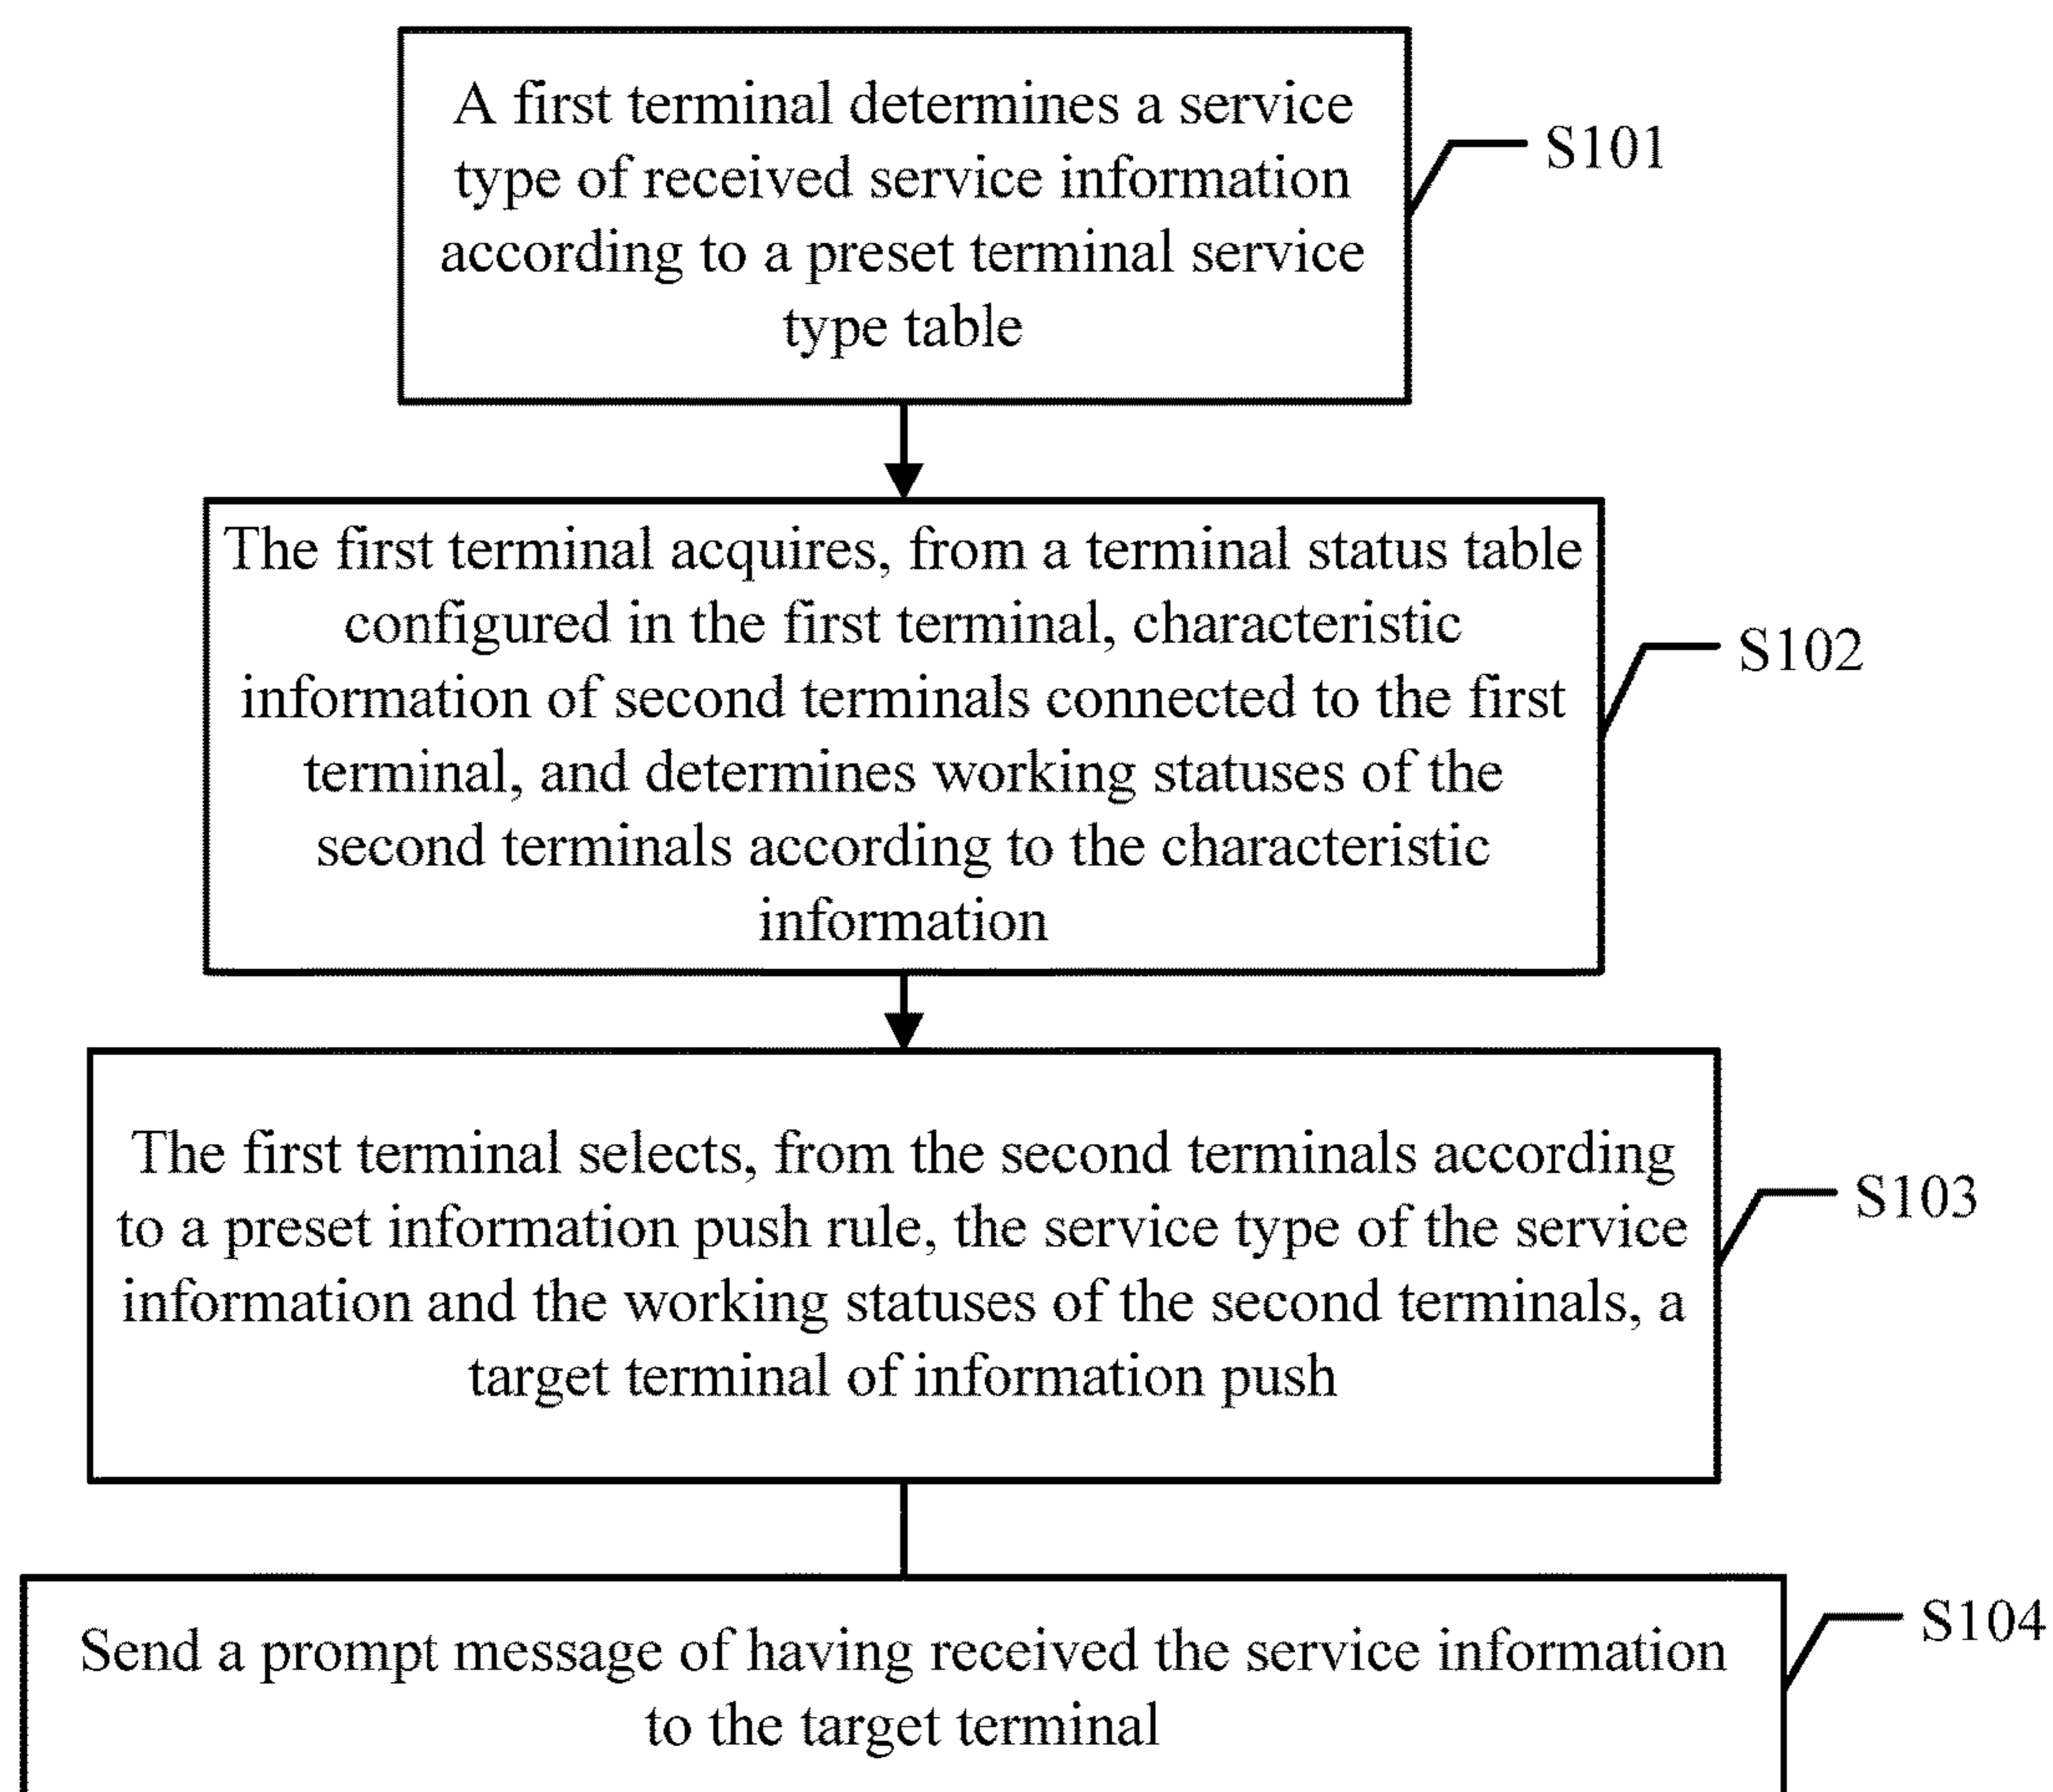 A first terminal determines a service
type of received service information
according to a preset terminal service
type table
S101
The first terminal acquires, from a terminal status table
configured in the first terminal, characteristic
information of second terminals connected to the first
terminal, and determines working statuses of the
second terminals according to the characteristic
information
S102
The first terminal selects, from the second terminals according
to a preset information push rule, the service type of the service
information and the working statuses of the second terminals, a
target terminal of information push
S103
Send a prompt message of having received the service information
to the target terminal
S104